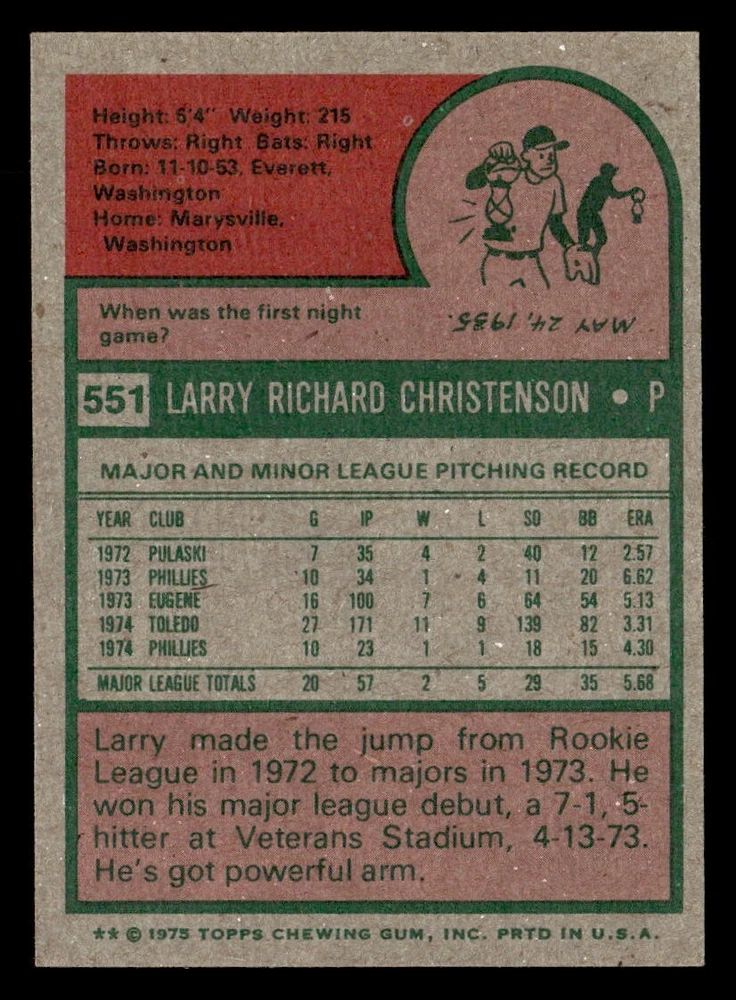 Height: 6'4" Weight: 215
Throws: Right Bats: Right
Born: 11-10-53, Everett,
Washington
Home: Marysville,
Washington
When was the first night
game?
MAY 24, 1935.
551 LARRY RICHARD CHRISTENSON • P
MAJOR AND MINOR LEAGUE PITCHING RECORD
YEAR CLUB G IP W L SO BB ERA
1972 PULASKI 7 35 4 2 40 12 2.57
1973 PHILLIES 10 34 1 4 11 20 6.62
1973 EUGENE 16 100 7 6 64 54 5.13
1974 TOLEDO 27 171 11 9 139 82 3.31
1974 PHILLIES 10 23 1 1 18 15 4.30
MAJOR LEAGUE TOTALS 20 57 2 5 29 35 5.68
Larry made the jump from Rookie
League in 1972 to majors in 1973. He
won his major league debut, a 7-1, 5-
hitter at Veterans Stadium, 4-13-73.
He's got powerful arm.
** © 1975 TOPPS CHEWING GUM, INC. PRTD IN U.S.A.